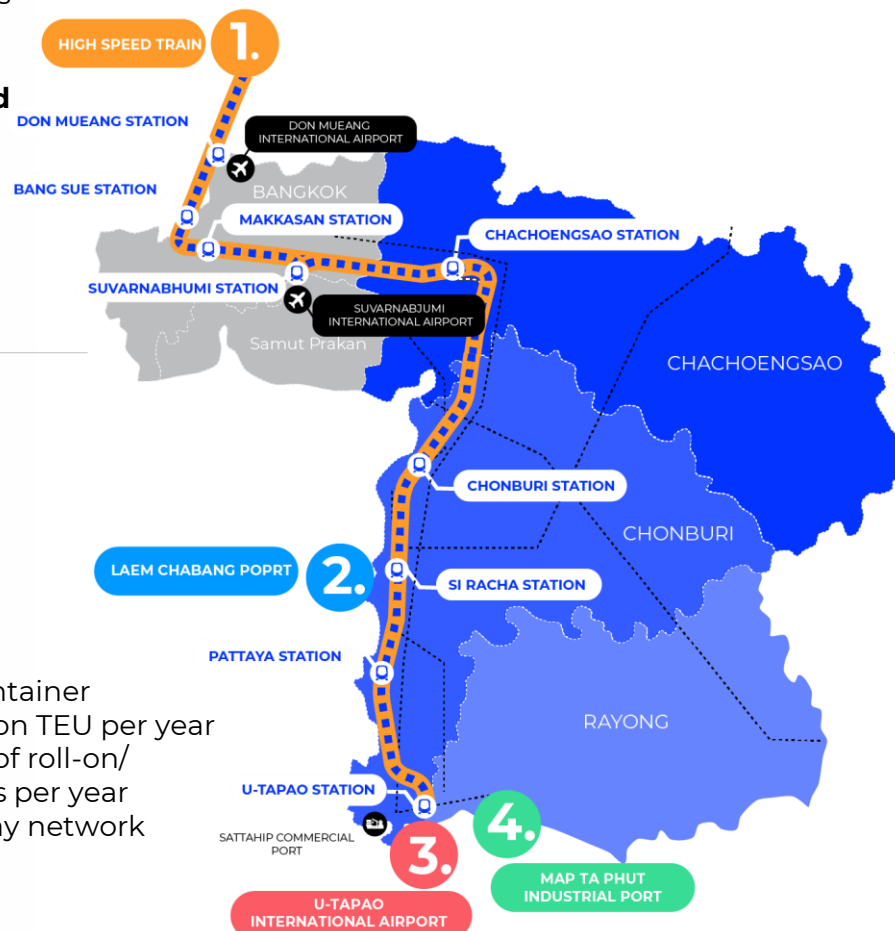 HIGH SPEED TRAIN
1.
d
DON MUEANG STATION
DON MUEANG
INTERNATIONAL AIRPORT
BANG SUE STATION
BANGKOK
MAKKASAN STATION
CHACHOENGSAO STATION
SUVARNABHUMI STATION
SUVARNABJUMI
INTERNATIONAL AIRPORT
Samut Prakan
CHACHOENGSAO
CHONBURI STATION
CHONBURI
LAEM CHABANG POPRT
2.
SI RACHA STATION
PATTAYA STATION
ntainer
on TEU per year
of roll-on/
s per year
ay network
RAYONG
U-TAPAO STATION
SATTAHIP COMMERCIAL
PORT
3.
4.
MAP TA PHUT
INDUSTRIAL PORT
U-TAPAO
INTERNATIONAL AIRPORT